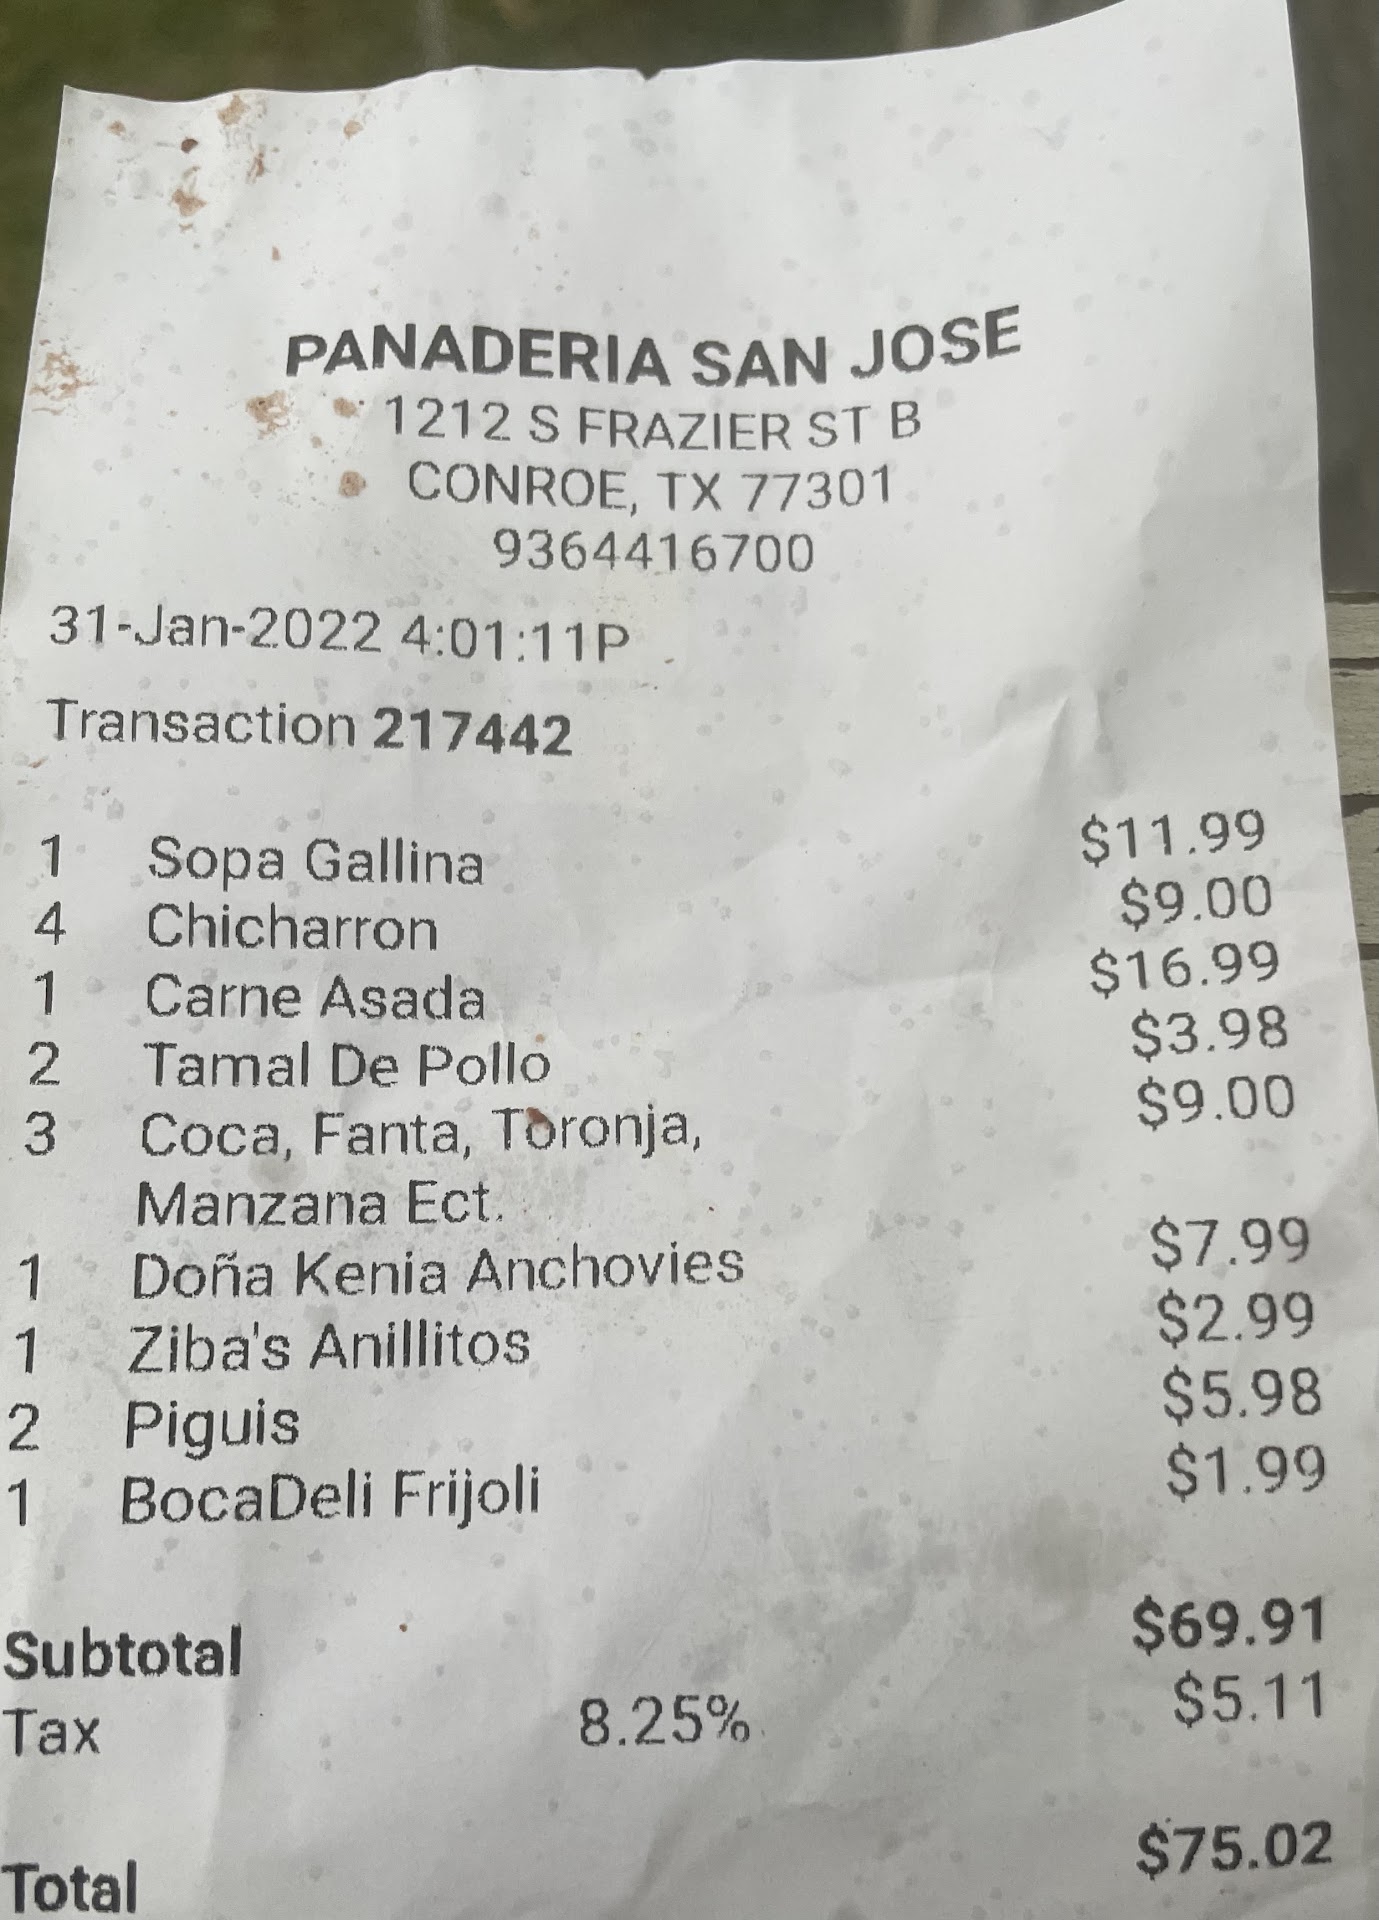 PANADERIA SAN JOSE
1212 S FRAZIER ST B
CONROE, TX 77301
9364416700
31-Jan-2022 4:01:11P
Transaction 217442
1 Sopa Gallina $11.99
4 Chicharron $9.00
1 Carne Asada $16.99
2 Tamal De Pollo $3.98
3 Coca, Fanta, Toronja, $9.00
Manzana Ect.
1 Doña Kenia Anchovies $7.99
1 Ziba's Anillitos $2.99
2 Piguis $5.98
1 BocaDeli Frijoli $1.99
Subtotal $69.91
Tax 8.25% $5.11
Total $75.02